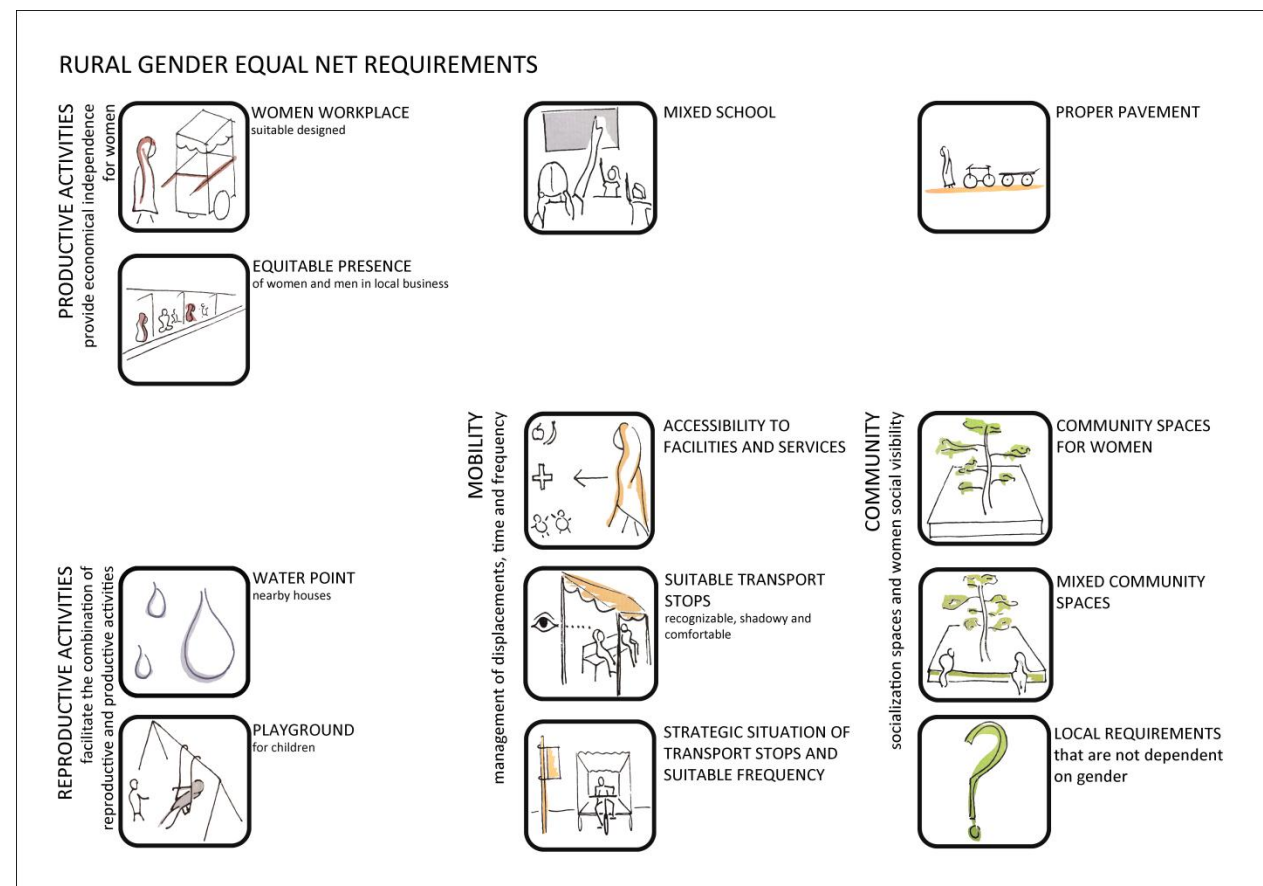 RURAL GENDER EQUAL NET REQUIREMENTS
PRODUCTIVE ACTIVITIES
provide economical independence
for women
WOMEN WORKPLACE
suitable designed
EQUITABLE PRESENCE
of women and men in local business
MIXED SCHOOL
PROPER PAVEMENT
REPRODUCTIVE ACTIVITIES
facilitate the combination of
reproductive and productive activities
WATER POINT
nearby houses
PLAYGROUND
for children
MOBILITY
management of displacements, time and frequency
ACCESSIBILITY TO
FACILITIES AND SERVICES
SUITABLE TRANSPORT
STOPS
recognizable, shadowy and
comfortable
STRATEGIC SITUATION OF
TRANSPORT STOPS AND
SUITABLE FREQUENCY
COMMUNITY
socialization spaces and women social visibility
COMMUNITY SPACES
FOR WOMEN
MIXED COMMUNITY
SPACES
LOCAL REQUIREMENTS
that are not dependent
on gender